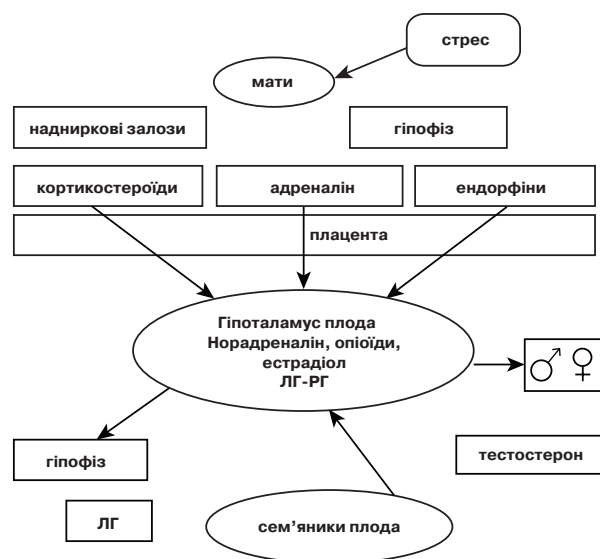 стрес
мати
надниркові залози
гіпофіз
кортикостероїди
адреналін
ендорфіни
плацента
Гіпоталамус плода
Норадреналін, опіоїди,
естрадіол
ЛГ-РГ
♂ ♀
гіпофіз
тестостерон
ЛГ
сем’яники плода